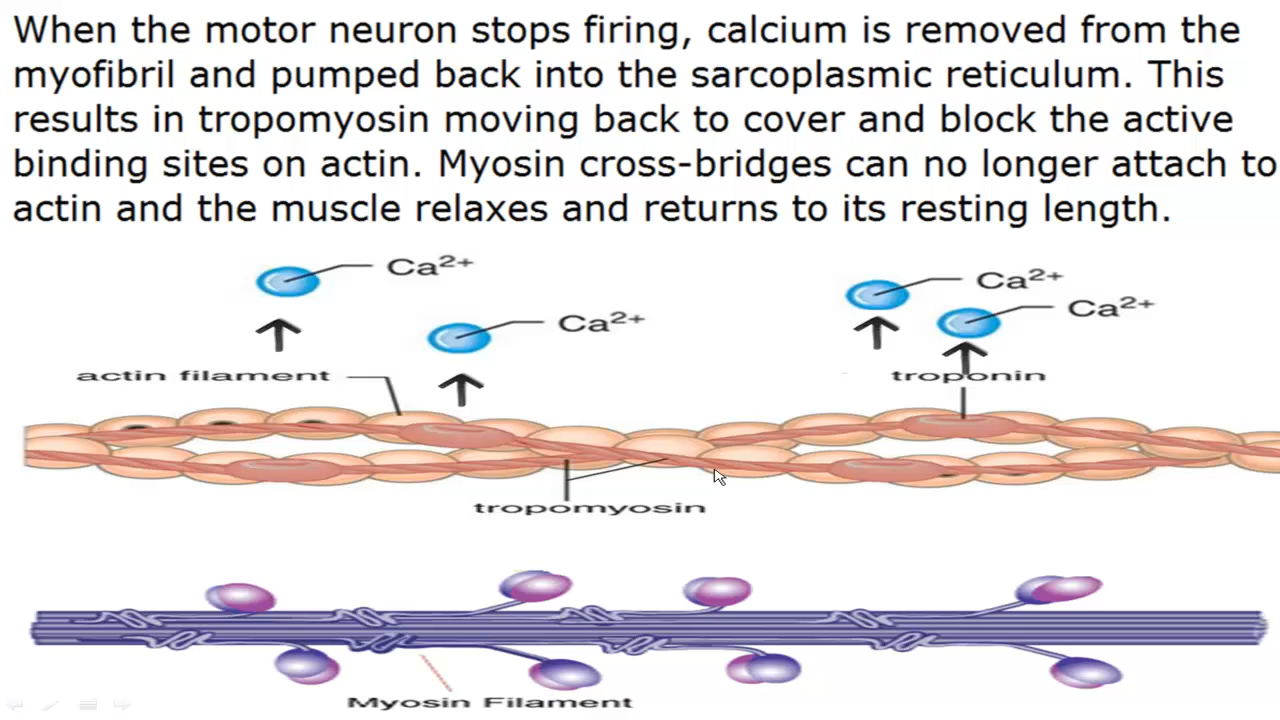 When the motor neuron stops firing, calcium is removed from the
myofibril and pumped back into the sarcoplasmic reticulum. This
results in tropomyosin moving back to cover and block the active
binding sites on actin. Myosin cross-bridges can no longer attach to
actin and the muscle relaxes and returns to its resting length.
Ca2+
Ca2+
Ca2+
Ca2+
actin filament
troponin
tropomyosin
Myosin Filament